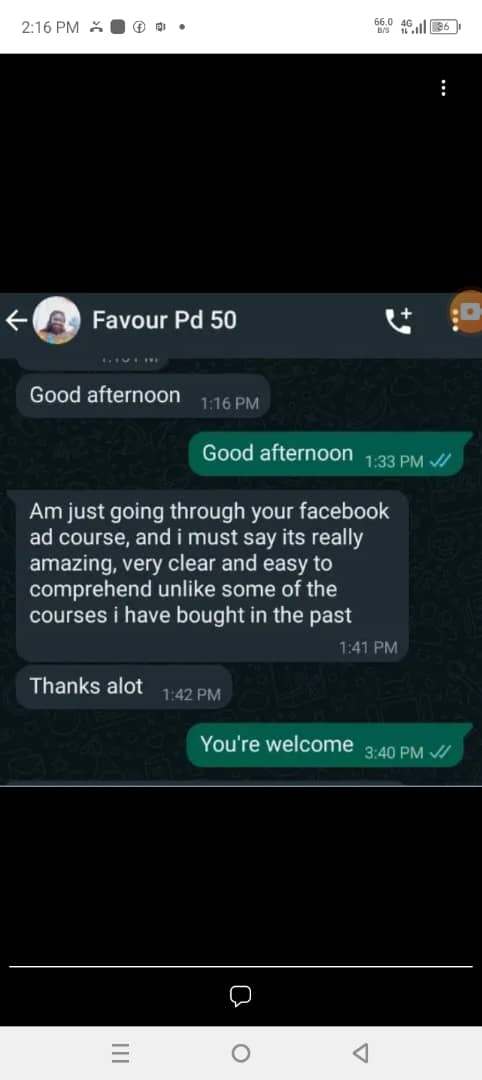 2:16 PM
66.0 B/S 4G 36
Favour Pd 50
Good afternoon 1:16 PM
Good afternoon 1:33 PM
Am just going through your facebook
ad course, and i must say its really
amazing, very clear and easy to
comprehend unlike some of the
courses i have bought in the past
1:41 PM
Thanks alot 1:42 PM
You're welcome 3:40 PM